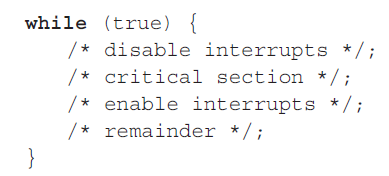 while (true) {
/* disable interrupts */;
/* critical section */;
/* enable interrupts */;
/* remainder */;
}